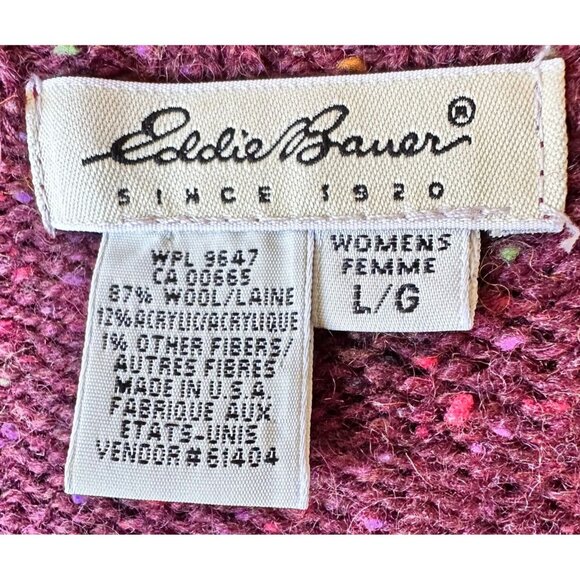 Eddie Bauer®
SINCE 1920
WPL 9647
CA 00665
87% WOOL/LAINE
12% ACRYLIC/ACRYLIQUE
1% OTHER FIBERS/
AUTRES FIBRES
MADE IN U.S.A.
FABRIQUE AUX
ETATS-UNIS
VENDOR # 61404
WOMENS
FEMME
L/G